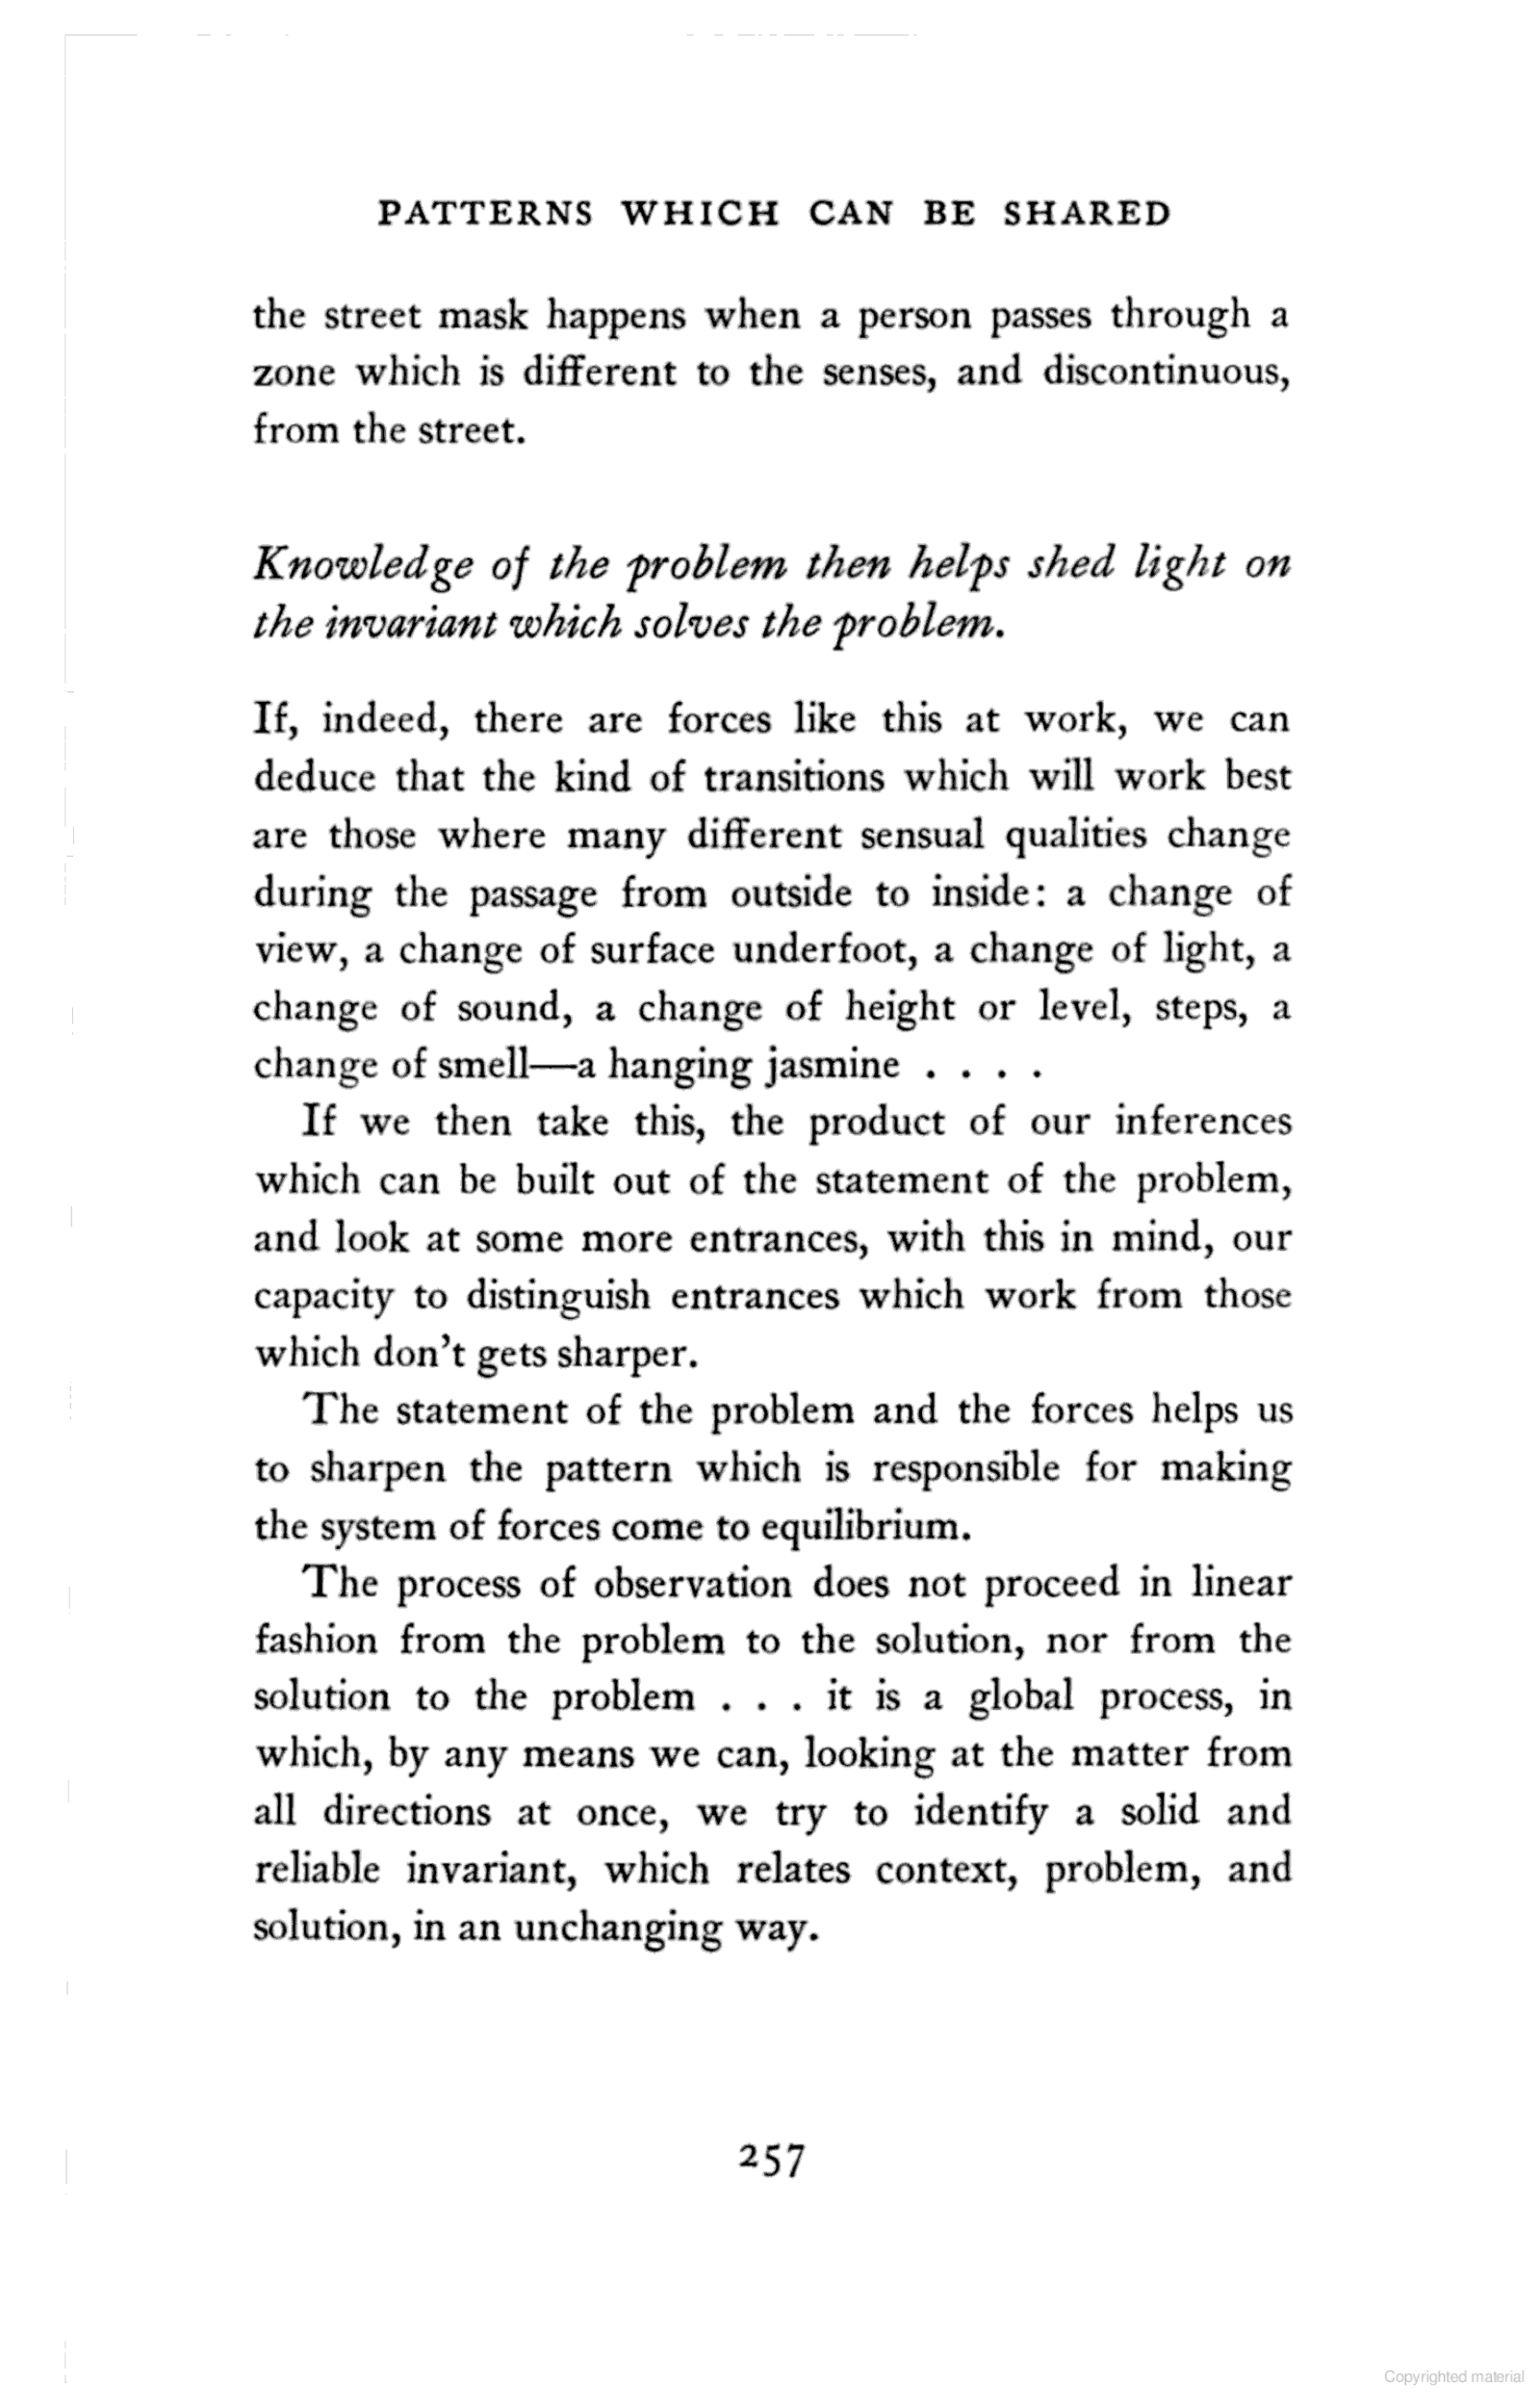 PATTERNS WHICH CAN BE SHARED
the street mask happens when a person passes through a
zone which is different to the senses, and discontinuous,
from the street.
Knowledge of the problem then helps shed light on
the invariant which solves the problem.
If, indeed, there are forces like this at work, we can
deduce that the kind of transitions which will work best
are those where many different sensual qualities change
during the passage from outside to inside: a change of
view, a change of surface underfoot, a change of light, a
change of sound, a change of height or level, steps, a
change of smell—a hanging jasmine . . . .
If we then take this, the product of our inferences
which can be built out of the statement of the problem,
and look at some more entrances, with this in mind, our
capacity to distinguish entrances which work from those
which don't gets sharper.
The statement of the problem and the forces helps us
to sharpen the pattern which is responsible for making
the system of forces come to equilibrium.
The process of observation does not proceed in linear
fashion from the problem to the solution, nor from the
solution to the problem . . . it is a global process, in
which, by any means we can, looking at the matter from
all directions at once, we try to identify a solid and
reliable invariant, which relates context, problem, and
solution, in an unchanging way.
257
Copyrighted material